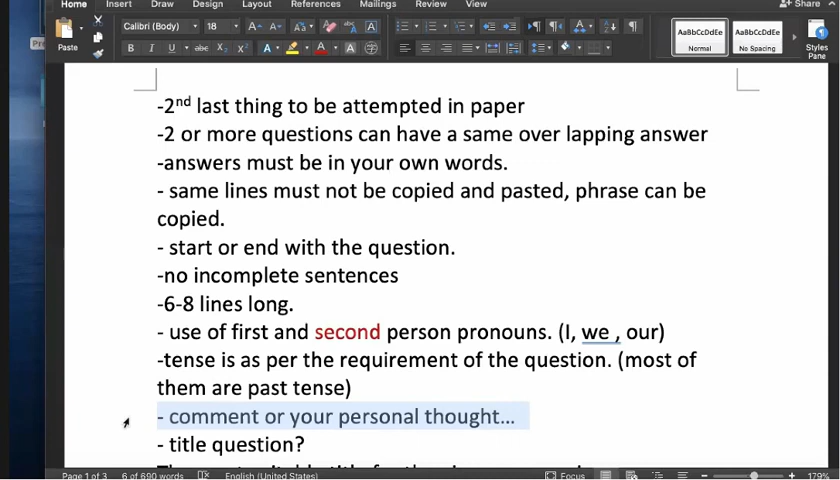 Home Insert Draw Design Layout References Mailings Review View Share
Paste Calibri (Body) 18 AaBbCcDdEe AaBbCcDdEe Styles
Normal No Spacing Pane
-2nd last thing to be attempted in paper
-2 or more questions can have a same over lapping answer
-answers must be in your own words.
- same lines must not be copied and pasted, phrase can be
copied.
- start or end with the question.
-no incomplete sentences
-6-8 lines long.
- use of first and second person pronouns. (I, we , our)
-tense is as per the requirement of the question. (most of
them are past tense)
- comment or your personal thought...
- title question?
Page 1 of 3 6 of 690 words English (United States) Focus 179%